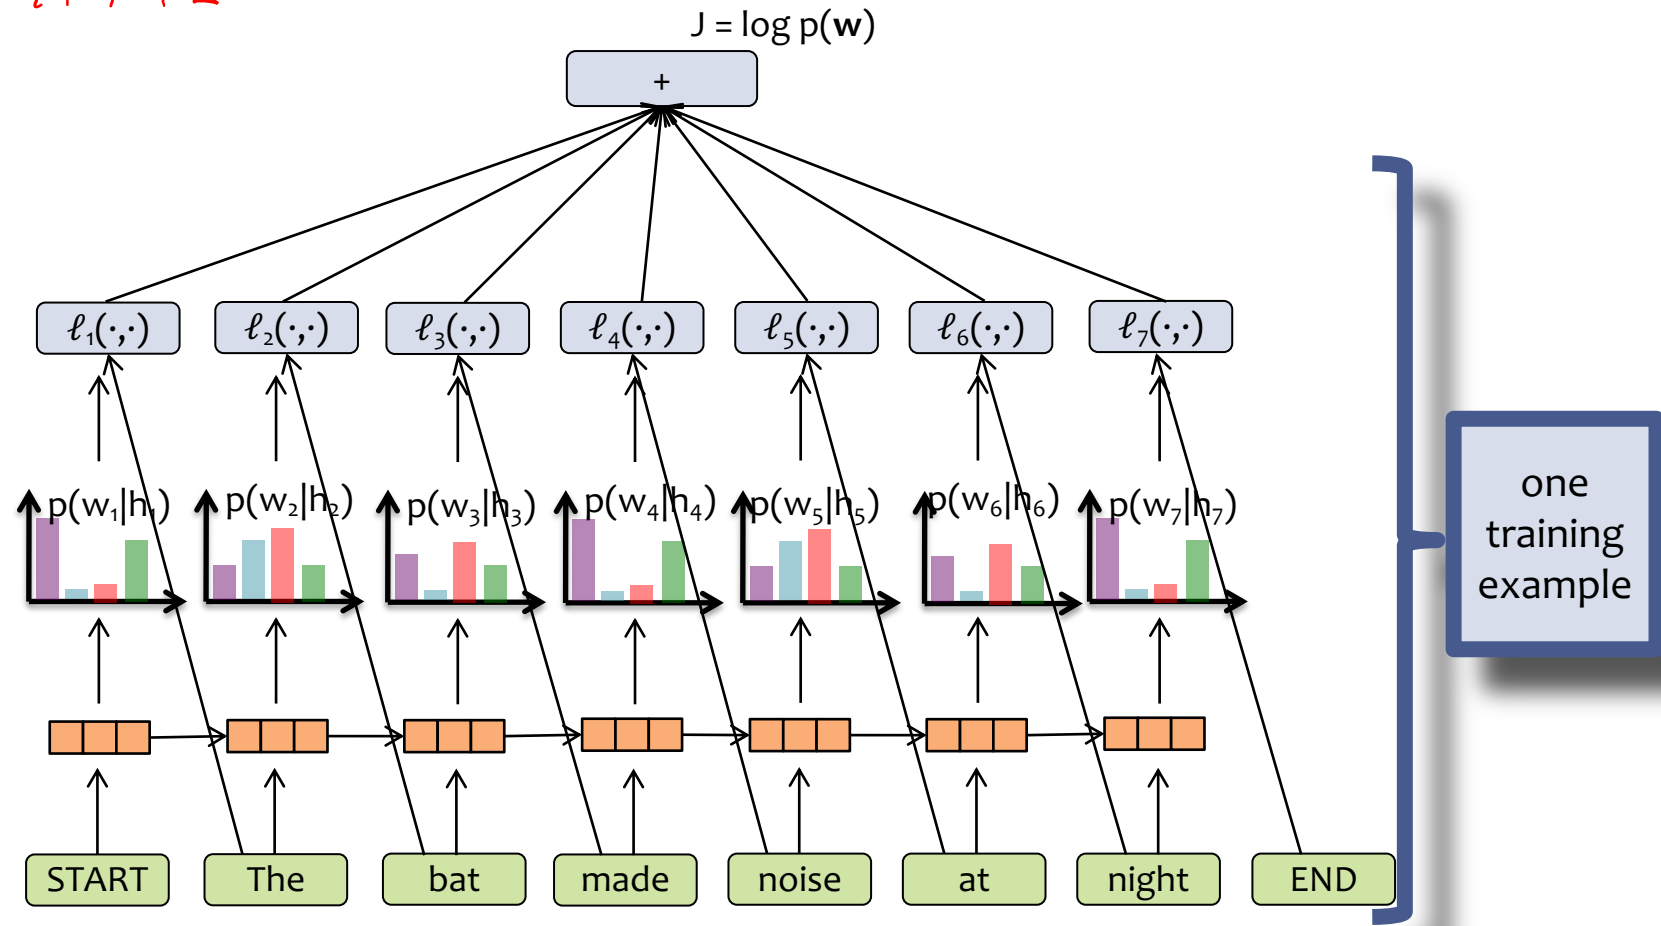 J = log p(w)
+
ℓ₁(·,·) ℓ₂(·,·) ℓ₃(·,·) ℓ₄(·,·) ℓ₅(·,·) ℓ₆(·,·) ℓ₇(·,·)
p(w₁|h₁) p(w₂|h₂) p(w₃|h₃) p(w₄|h₄) p(w₅|h₅) p(w₆|h₆) p(w₇|h₇)
one
training
example
START The bat made noise at night END